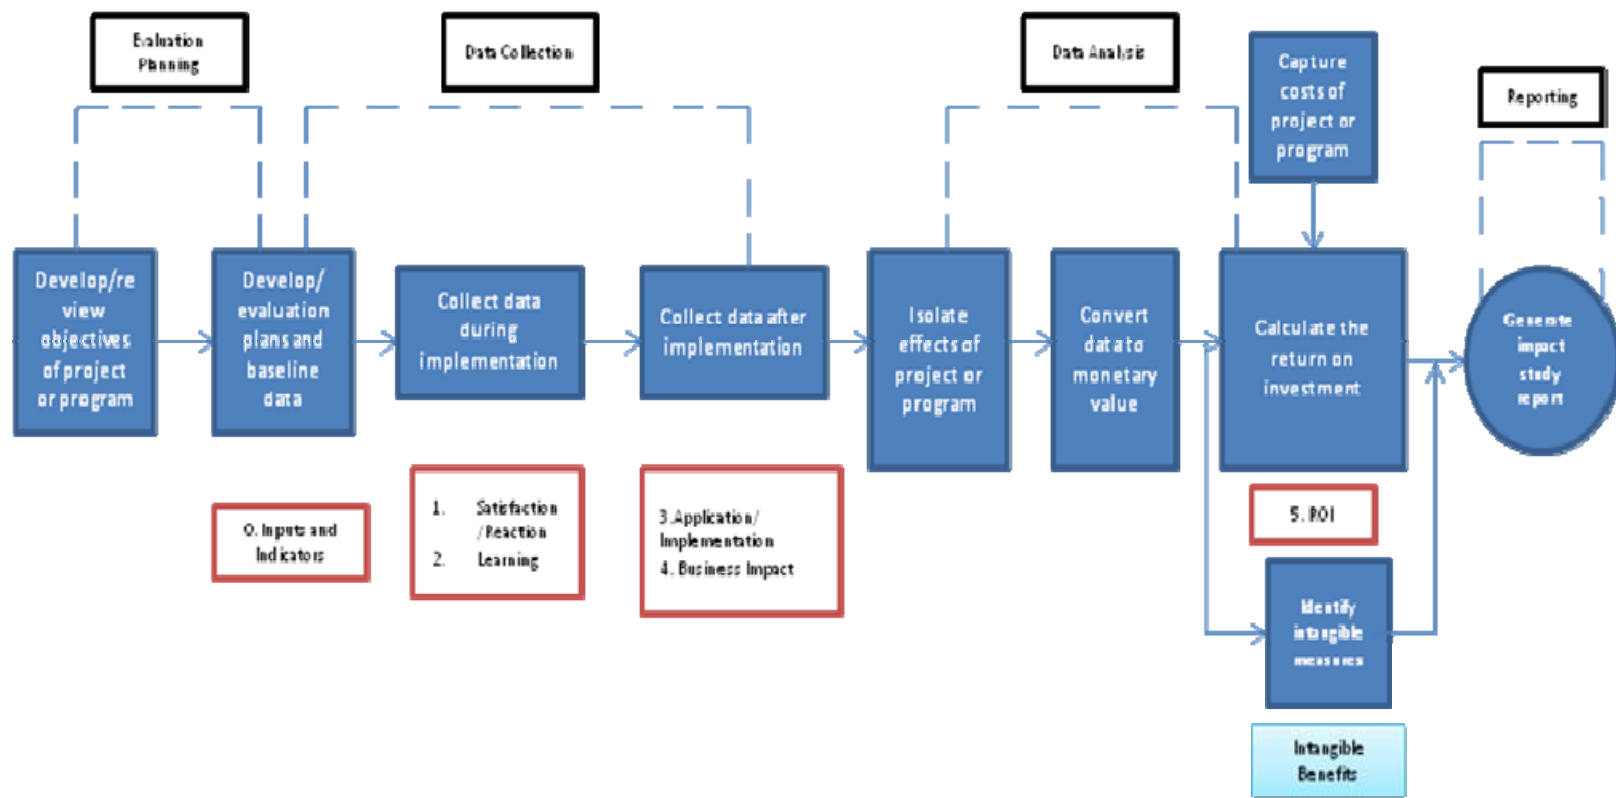 Evaluation
Planning
Data Collection
Data Analysis
Capture
costs of
project or
program
Reporting
Develop/re
view
objectives
of project
or program
Develop/
evaluation
plans and
baseline
data
Collect data
during
implementation
Collect data after
implementation
Isolate
effects of
project or
program
Convert
data to
monetary
value
Calculate the
return on
investment
Generate
impact
study
report
0. Inputs and
Indicators
1. Satisfaction
/Reaction
2. Learning
3.Application/
Implementation
4. Business Impact
5. ROI
Identify
intangible
measures
Intangible
Benefits